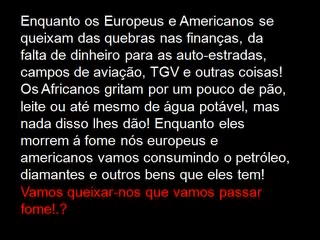 Enquanto os Europeus e Americanos se
queixam das quebras nas finanças, da
falta de dinheiro para as auto-estradas,
campos de aviação, TGV e outras coisas!
Os Africanos gritam por um pouco de pão,
leite ou até mesmo de água potável, mas
nada disso lhes dão! Enquanto eles
morrem á fome nós europeus e
americanos vamos consumindo o petróleo,
diamantes e outros bens que eles tem!
Vamos queixar-nos que vamos passar
fome!.?